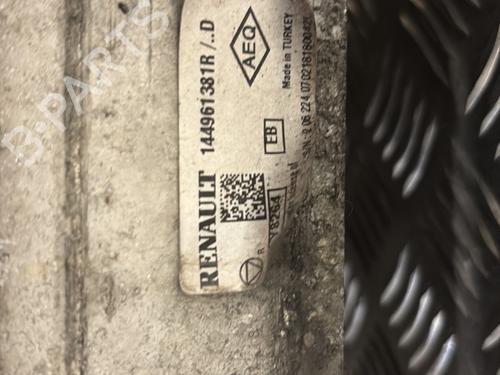 RENAULT 144961381R /..D
AEQ
EB
Made in TURKEY
B-PARTS